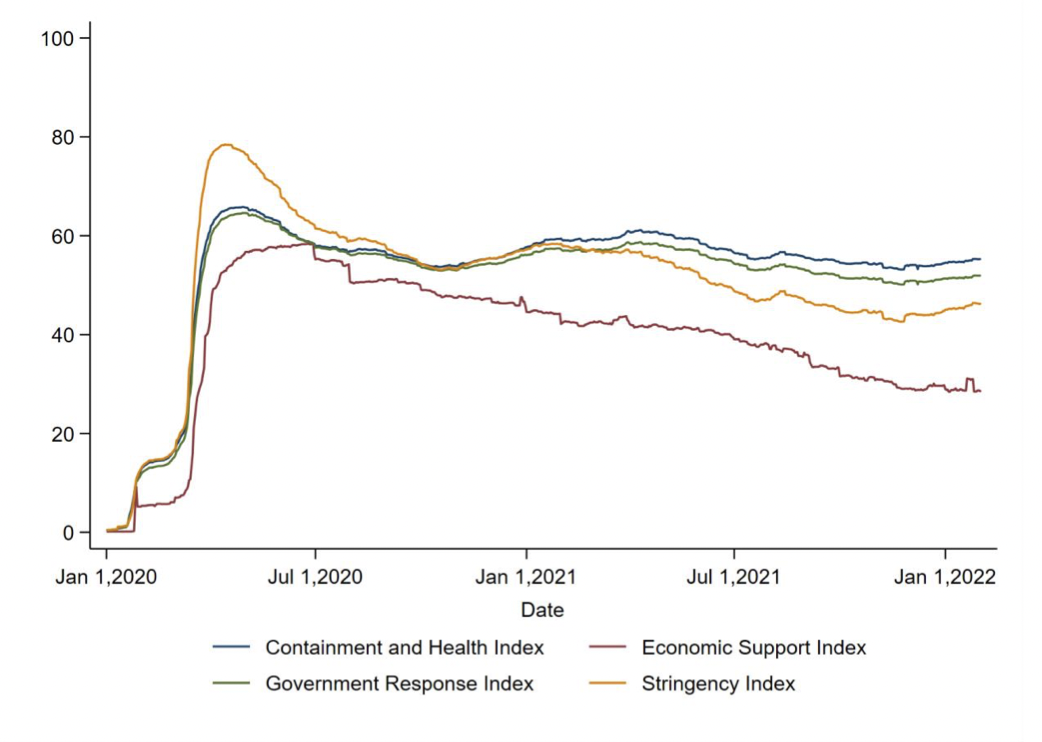 100
80
60
40
20
0
Jan 1,2020 Jul 1,2020 Jan 1,2021 Jul 1,2021 Jan 1,2022
Date
Containment and Health Index Economic Support Index
Government Response Index Stringency Index